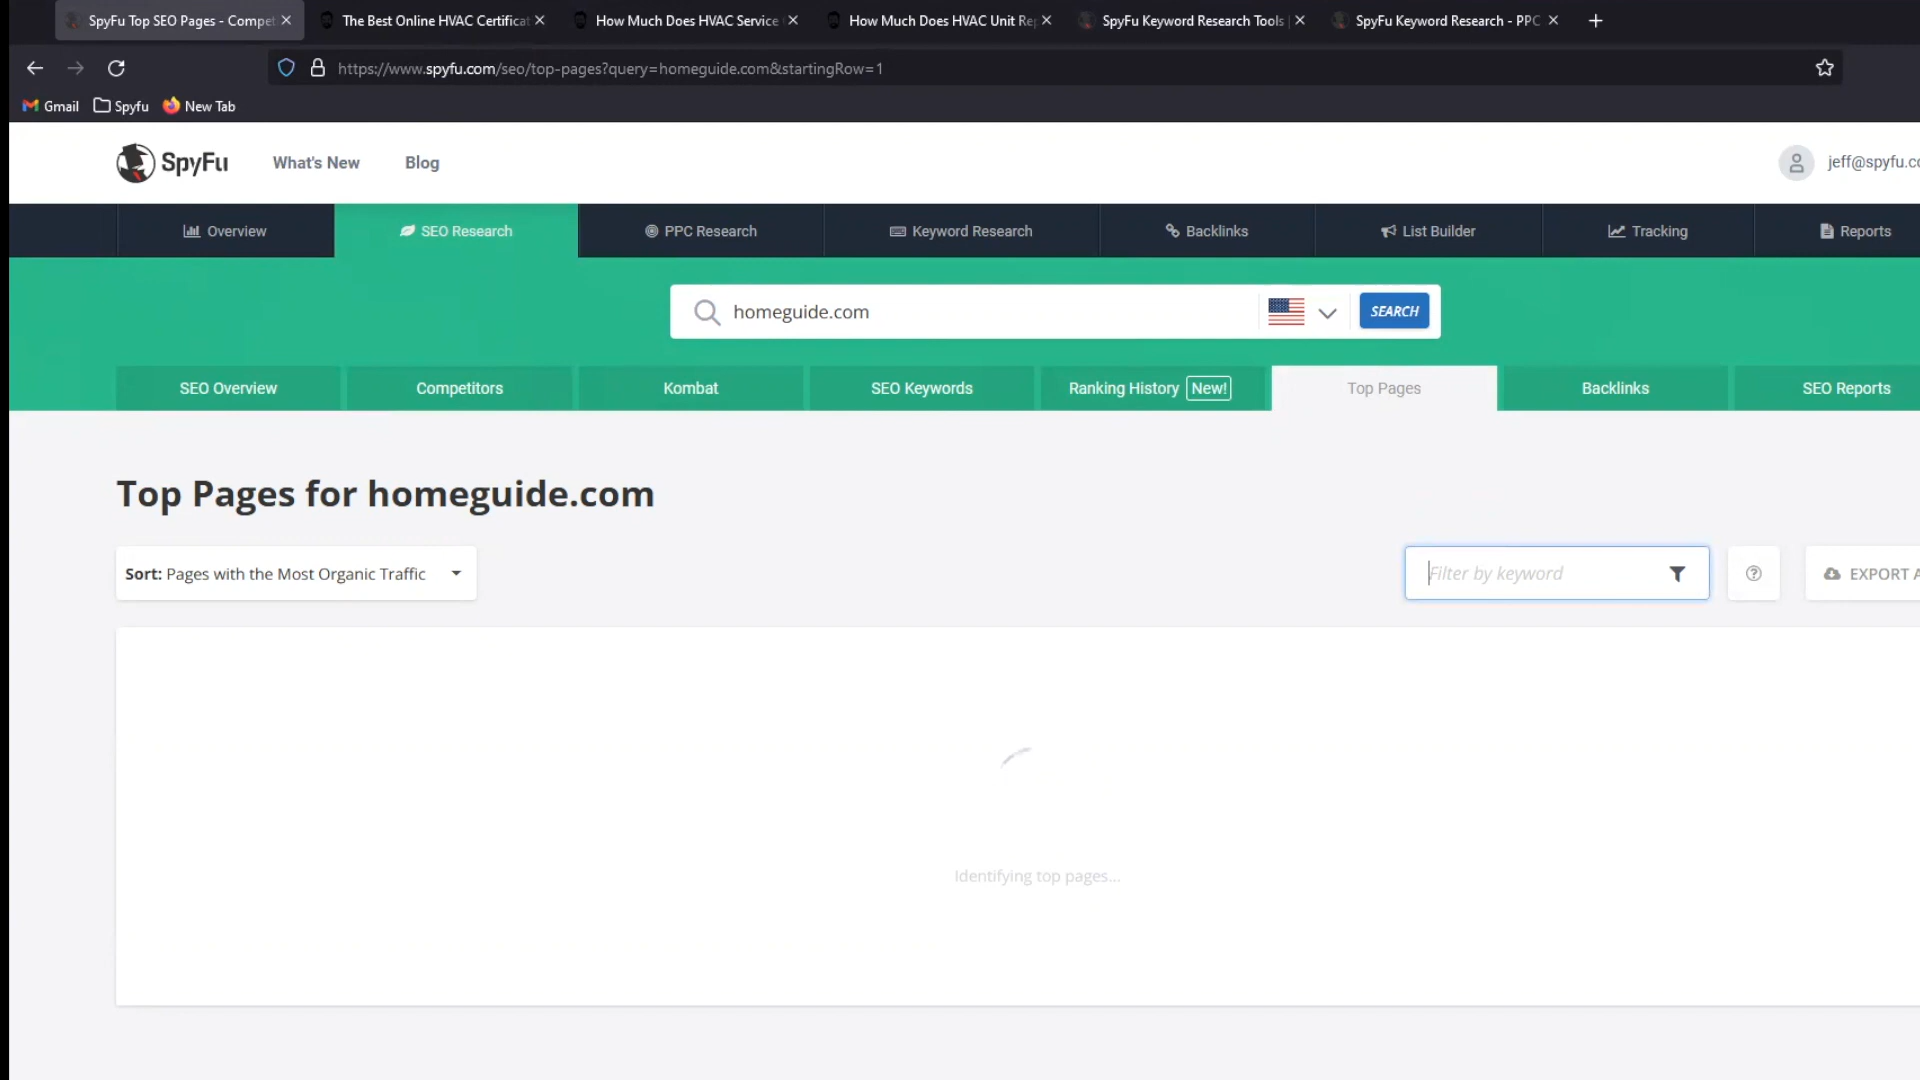 SpyFu Top SEO Pages - Compet
The Best Online HVAC Certificat
How Much Does HVAC Service
How Much Does HVAC Unit Rep
SpyFu Keyword Research Tools |
SpyFu Keyword Research - PPC
https://www.spyfu.com/seo/top-pages?query=homeguide.com&startingRow=1
Gmail
Spyfu
New Tab
SpyFu
What's New
Blog
jeff@spyfu.co
Overview
SEO Research
PPC Research
Keyword Research
Backlinks
List Builder
Tracking
Reports
homeguide.com
SEARCH
SEO Overview
Competitors
Kombat
SEO Keywords
Ranking History New!
Top Pages
Backlinks
SEO Reports
Top Pages for homeguide.com
Sort: Pages with the Most Organic Traffic
Filter by keyword
EXPORT A
Identifying top pages...